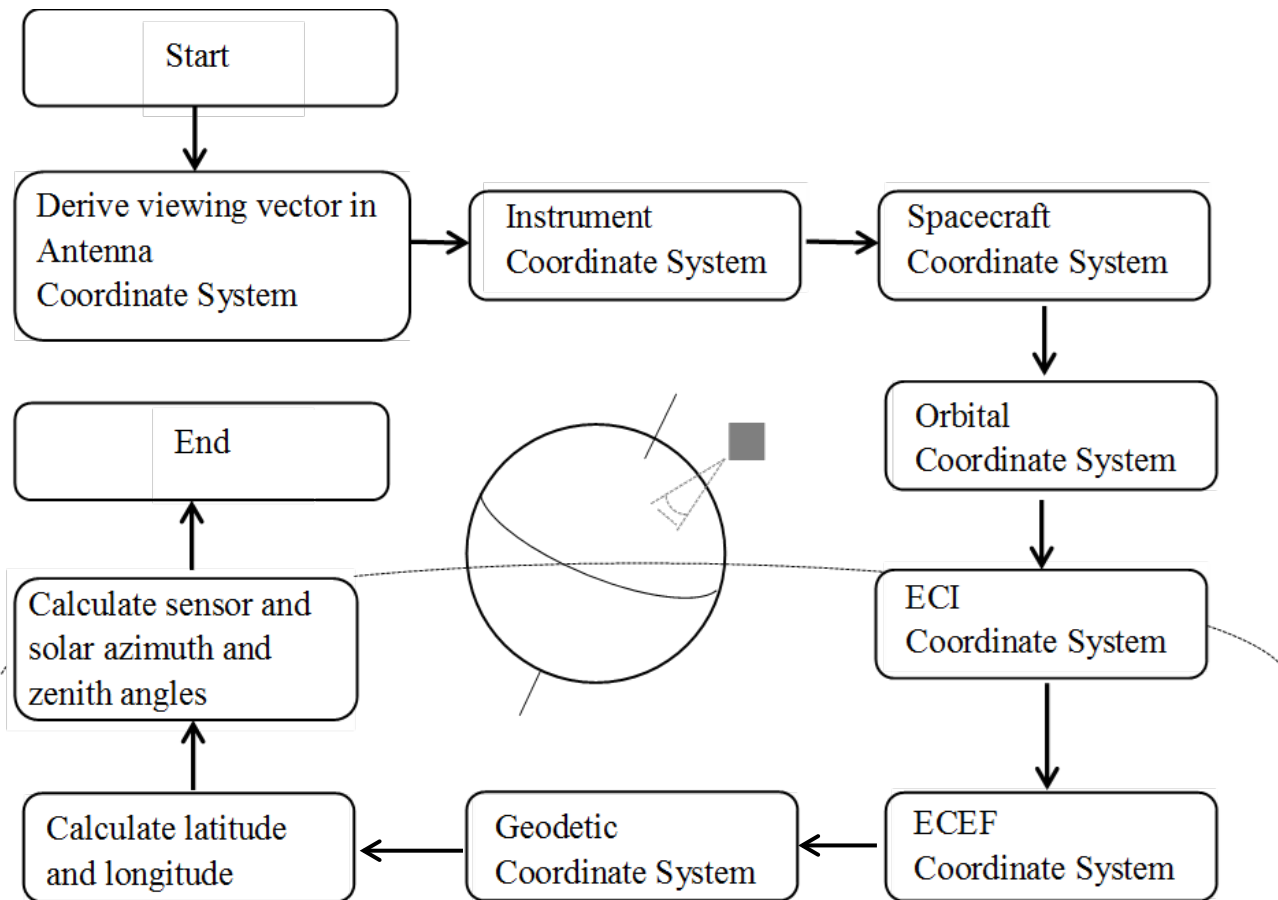 Start
Derive viewing vector in
Antenna
Coordinate System
Instrument
Coordinate System
Spacecraft
Coordinate System
Orbital
Coordinate System
ECI
Coordinate System
ECEF
Coordinate System
Geodetic
Coordinate System
Calculate latitude
and longitude
Calculate sensor and
solar azimuth and
zenith angles
End